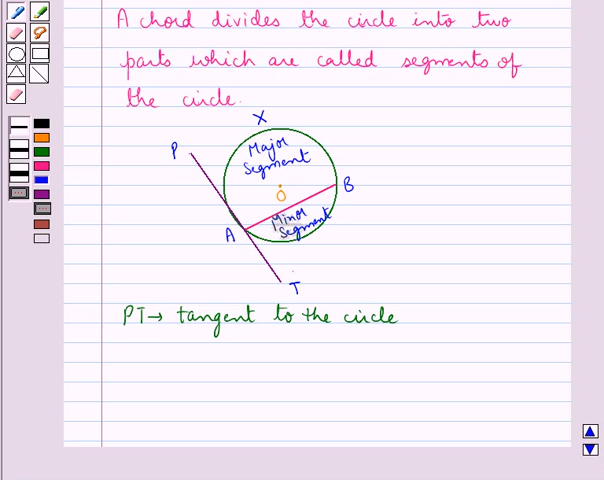 A chord divides the circle into two
parts which are called segments of
the circle.
X
P
Major
Segment
B
O
A
Minor
Segment
T
PT→ tangent to the circle